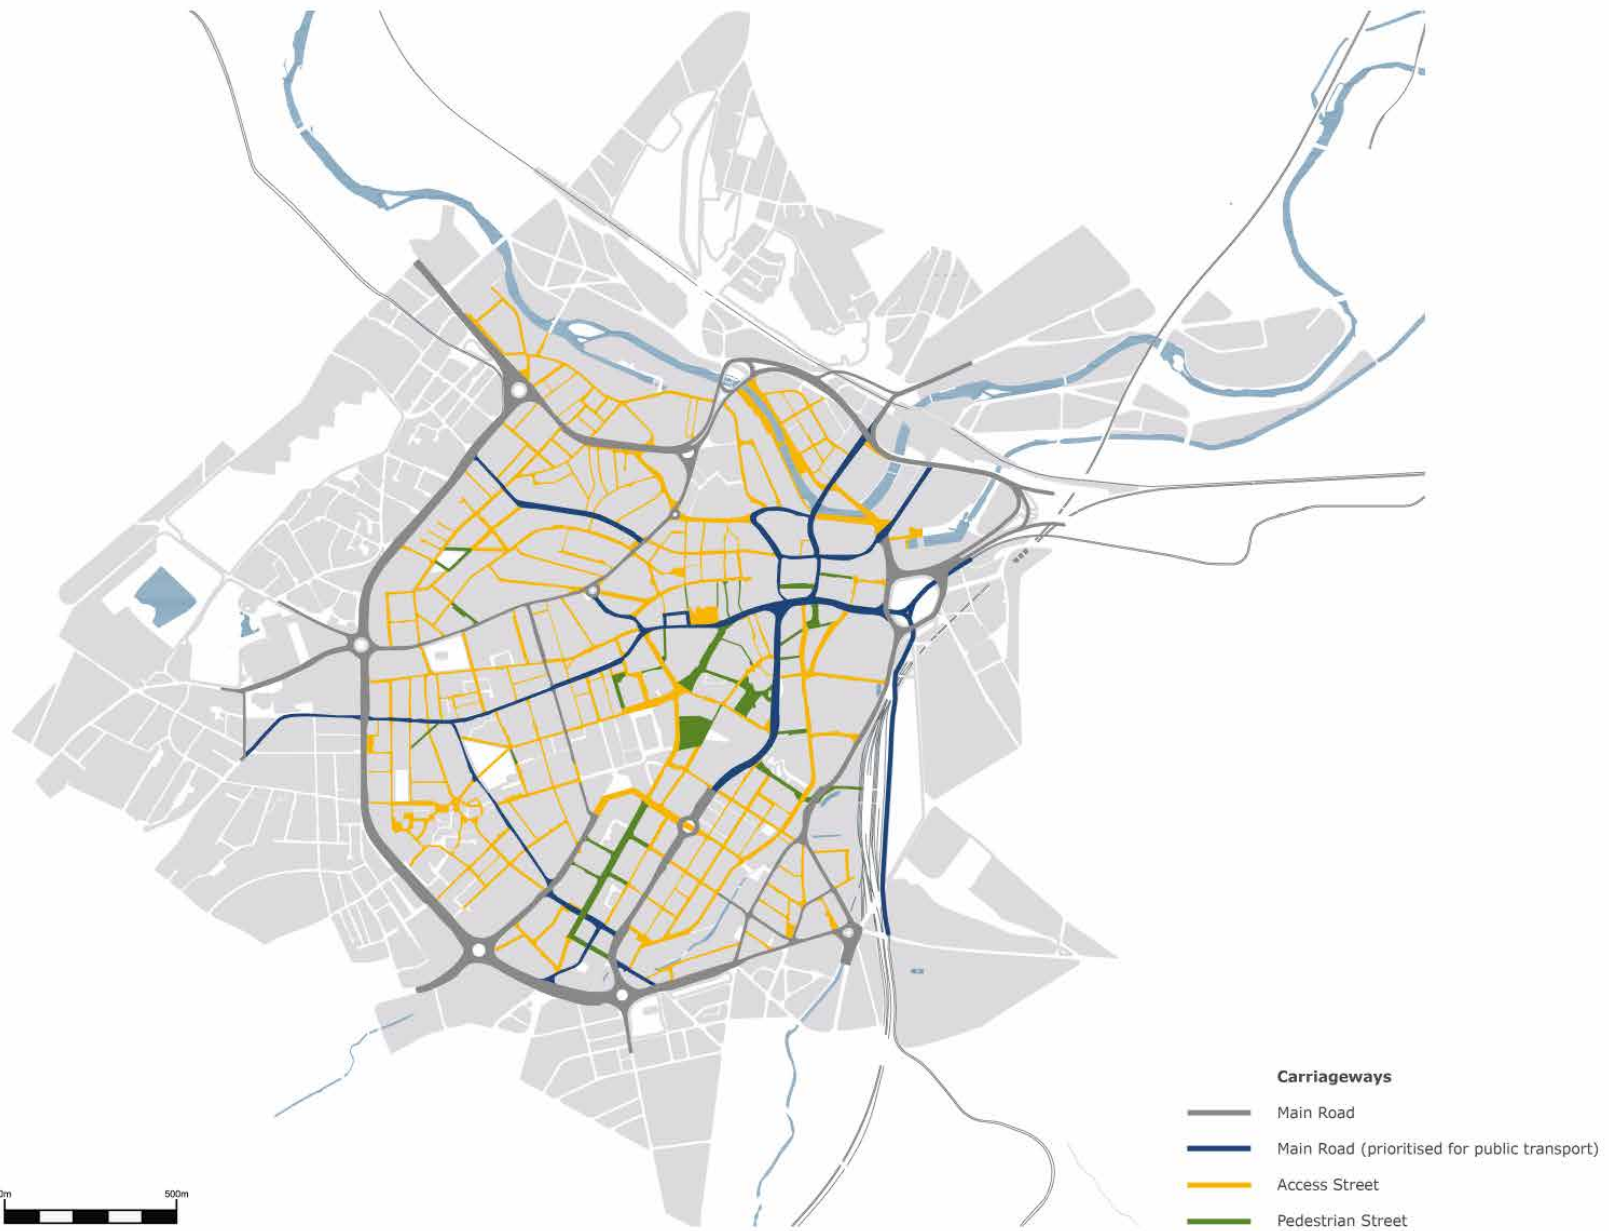 Carriageways
Main Road
Main Road (prioritised for public transport)
Access Street
Pedestrian Street
0m 500m